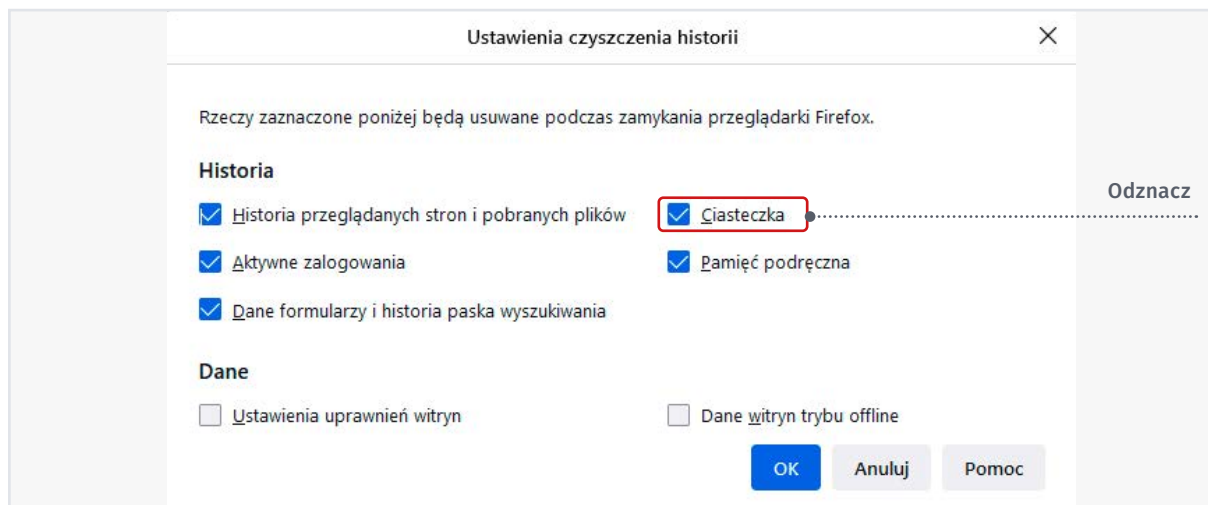 Ustawienia czyszczenia historii
Rzeczy zaznaczone poniżej będą usuwane podczas zamykania przeglądarki Firefox.
Historia
Historia przeglądanych stron i pobranych plików
Ciasteczka
Odznacz
Aktywne zalogowania
Pamięć podręczna
Dane formularzy i historia paska wyszukiwania
Dane
Ustawienia uprawnień witryn
Dane witryn trybu offline
OK
Anuluj
Pomoc